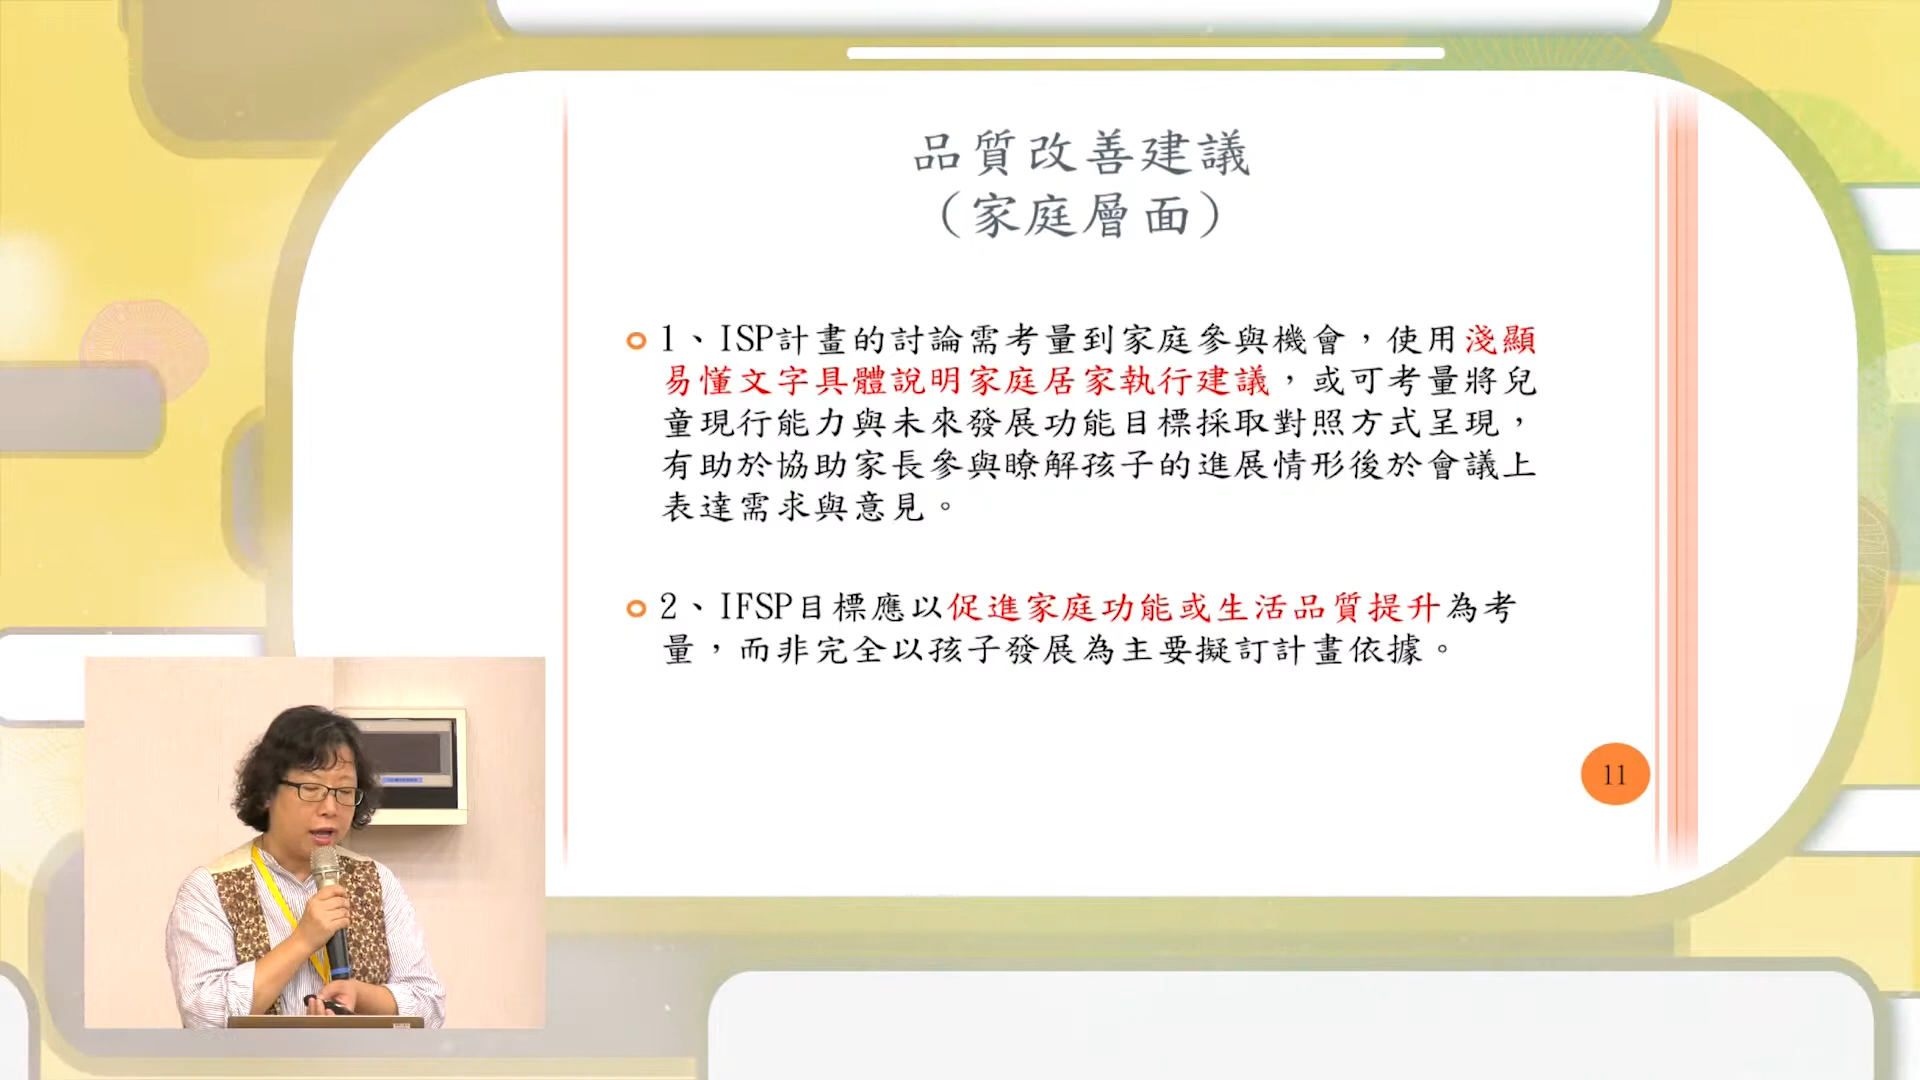 品質改善建議
（家庭層面）
1、ISP計畫的討論需考量到家庭參與機會，使用淺顯
易懂文字具體說明家庭居家執行建議，或可考量將兒
童現行能力與未來發展功能目標採取對照方式呈現，
有助於協助家長參與瞭解孩子的進展情形後於會議上
表達需求與意見。
2、IFSP目標應以促進家庭功能或生活品質提升為考
量，而非完全以孩子發展為主要擬訂計畫依據。
11